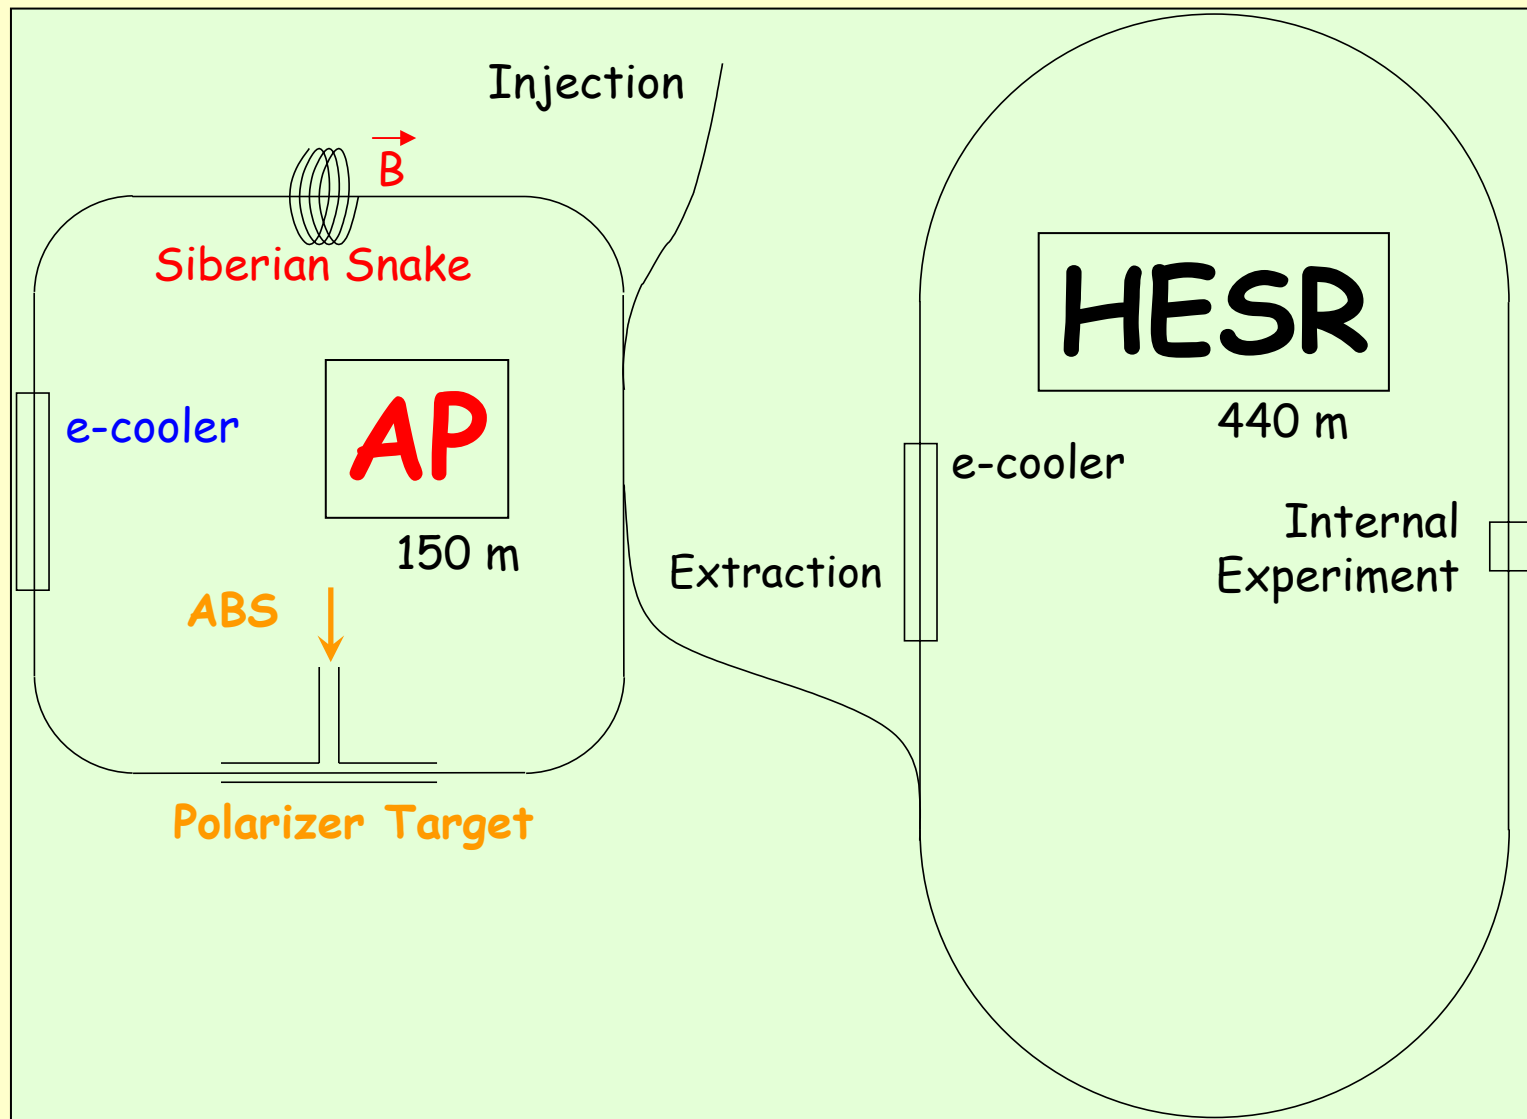 Injection
B
Siberian Snake
AP
150 m
e-cooler
ABS
Polarizer Target
Extraction
HESR
440 m
e-cooler
Internal
Experiment